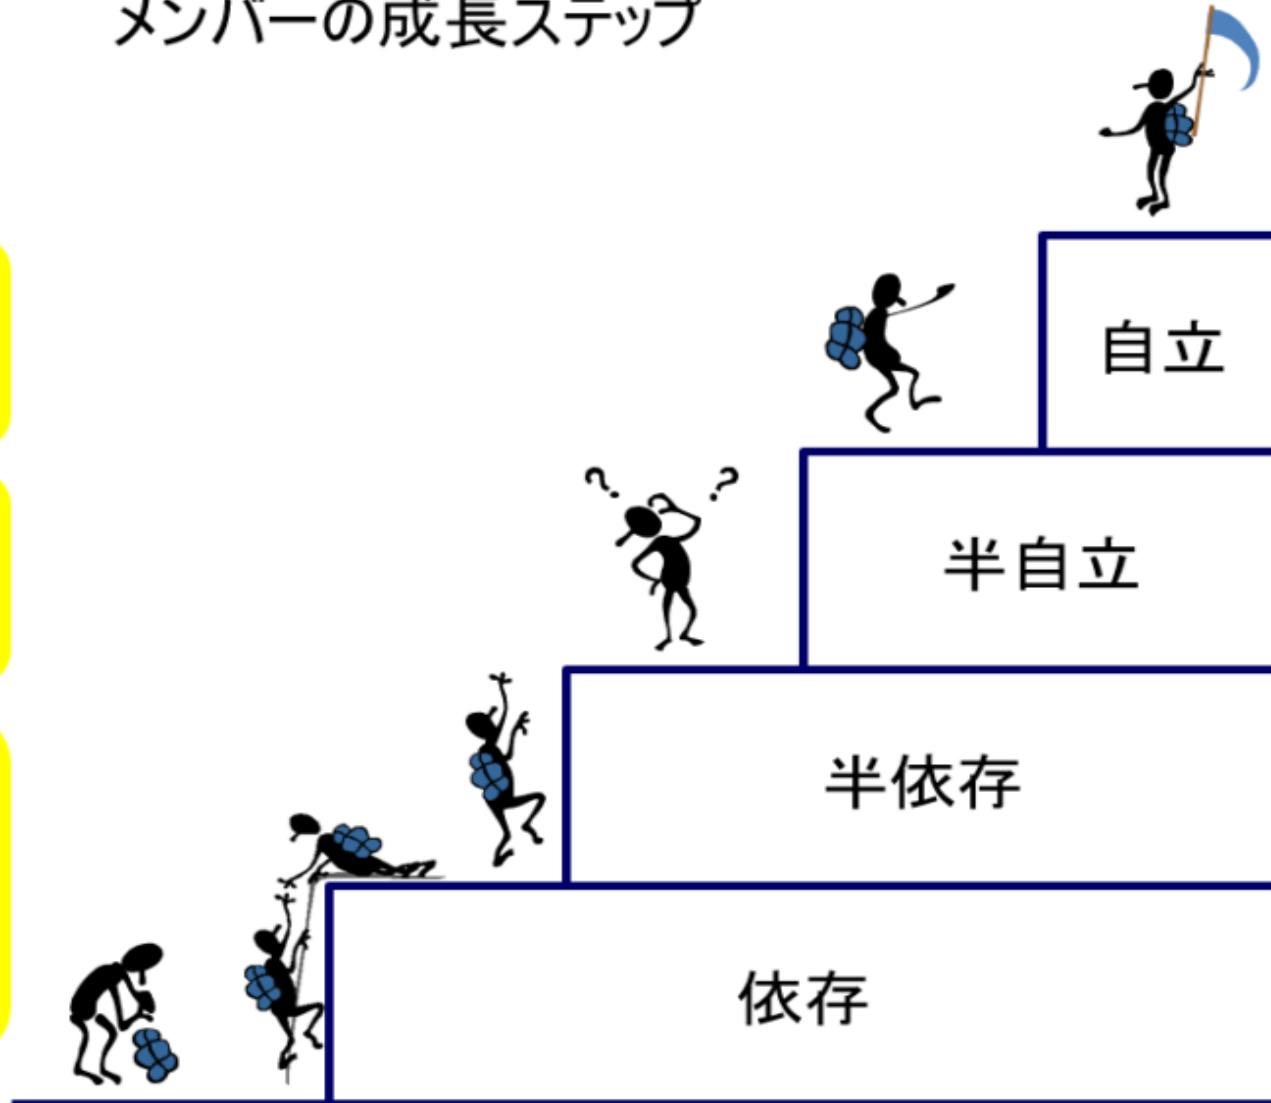 メンバーの成長ステップ
自立
? ?
半自立
半依存
依存